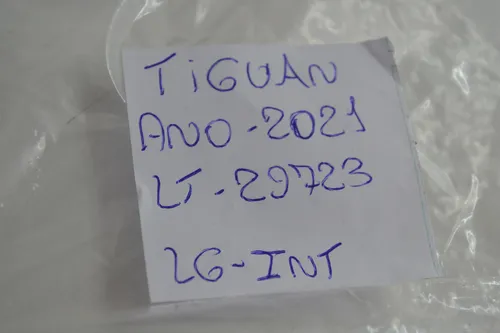 TIGUAN
ANO-2021
LT-29723
LG-INT